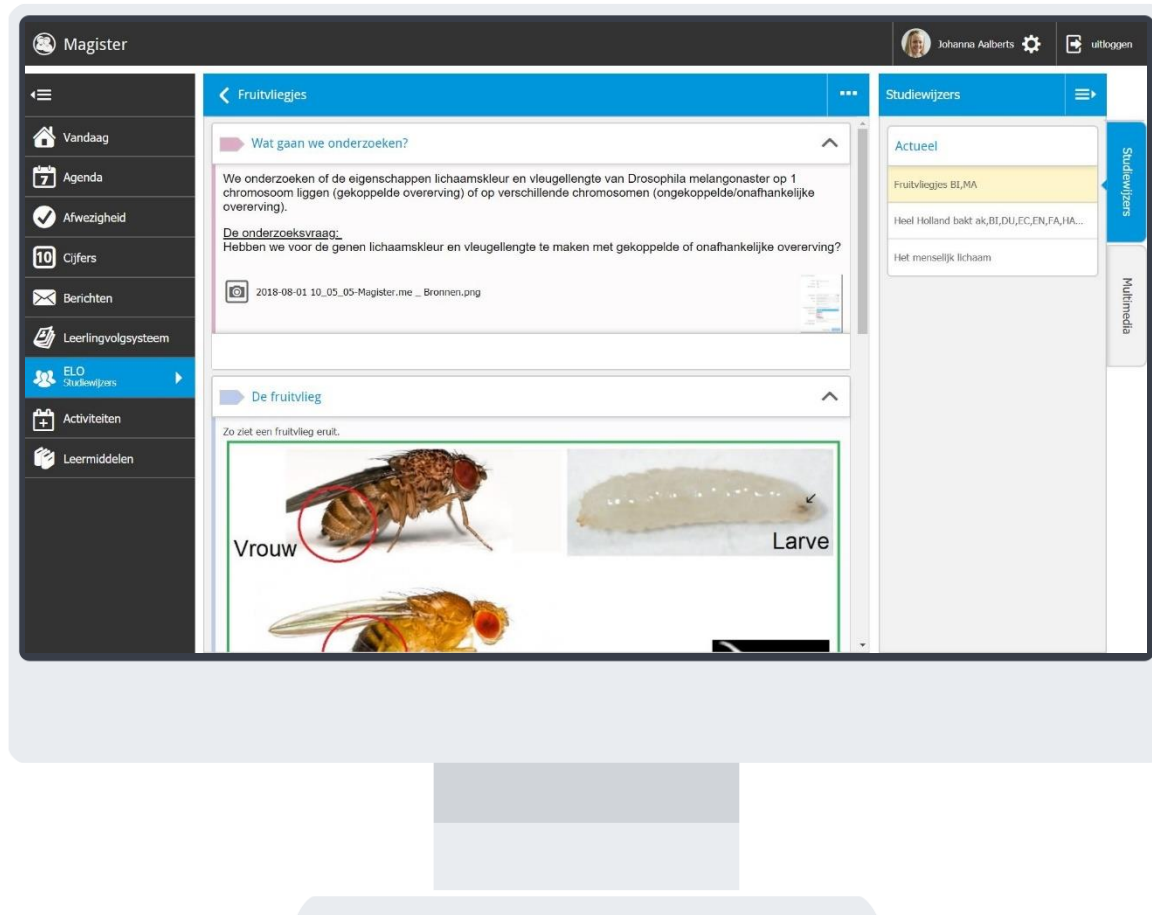 Magister
Johanna Aalberts
uitloggen
Vandaag
7
Agenda
Afwezigheid
10
Cijfers
Berichten
Leerlingvolgsysteem
ELO
Studiewijzers
Activiteiten
Leermiddelen
Fruitvliegjes
Wat gaan we onderzoeken?
We onderzoeken of de eigenschappen lichaamskleur en vleugellengte van Drosophila melangonaster op 1
chromosoom liggen (gekoppelde overerving) of op verschillende chromosomen (ongekoppelde/onafhankelijke
overerving).
De onderzoeksvraag:
Hebben we voor de genen lichaamskleur en vleugellengte te maken met gekoppelde of onafhankelijke overerving?
2018-08-01 10_05_05-Magister.me _ Bronnen.png
De fruitvlieg
Zo ziet een fruitvlieg eruit.
Vrouw
Larve
Studiewijzers
Actueel
Fruitvliegjes BI,MA
Heel Holland bakt ak,BI,DU,EC,EN,FA,HA...
Het menselijk lichaam
Studiewijzers
Multimedia